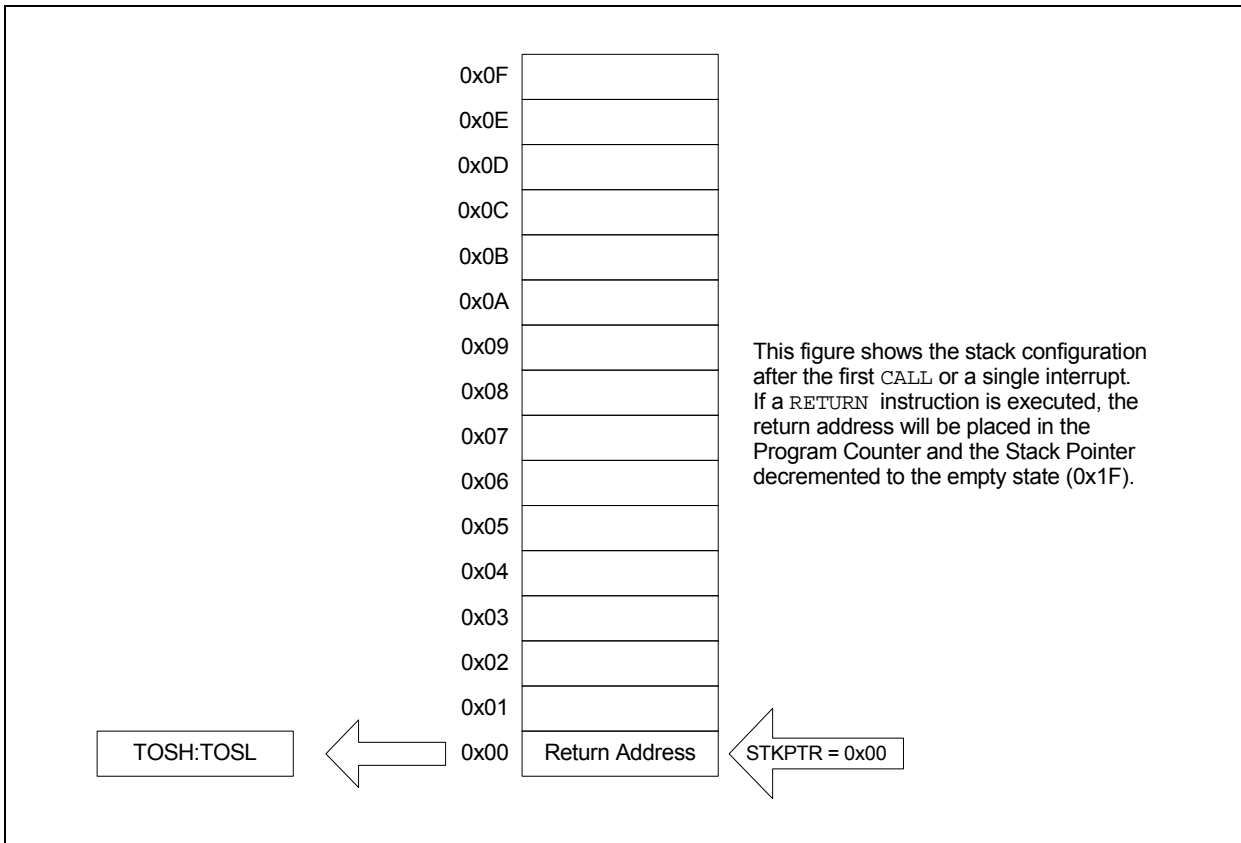 0x0F
0x0E
0x0D
0x0C
0x0B
0x0A
0x09
0x08
0x07
0x06
0x05
0x04
0x03
0x02
0x01
TOSH:TOSL
0x00
Return Address
STKPTR = 0x00
This figure shows the stack configuration
after the first CALL or a single interrupt.
If a RETURN instruction is executed, the
return address will be placed in the
Program Counter and the Stack Pointer
decremented to the empty state (0x1F).